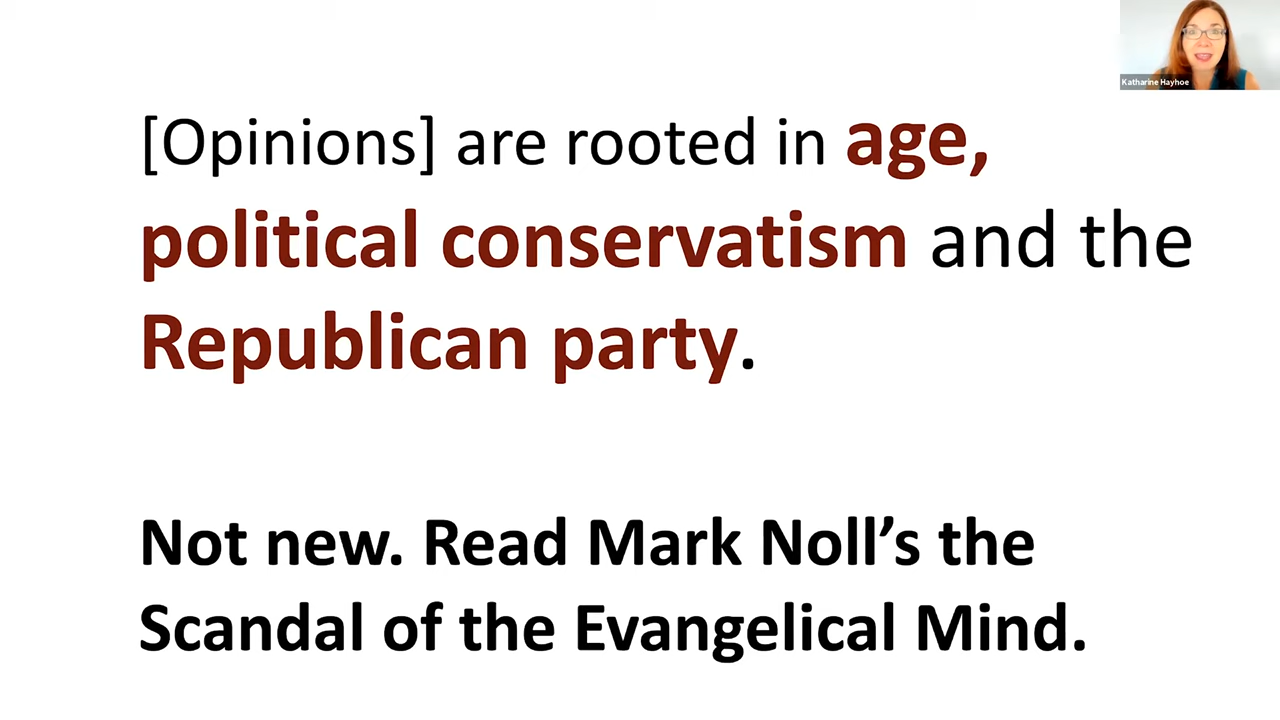 Katharine Hayhoe
[Opinions] are rooted in age,
political conservatism and the
Republican party.
Not new. Read Mark Noll’s the
Scandal of the Evangelical Mind.